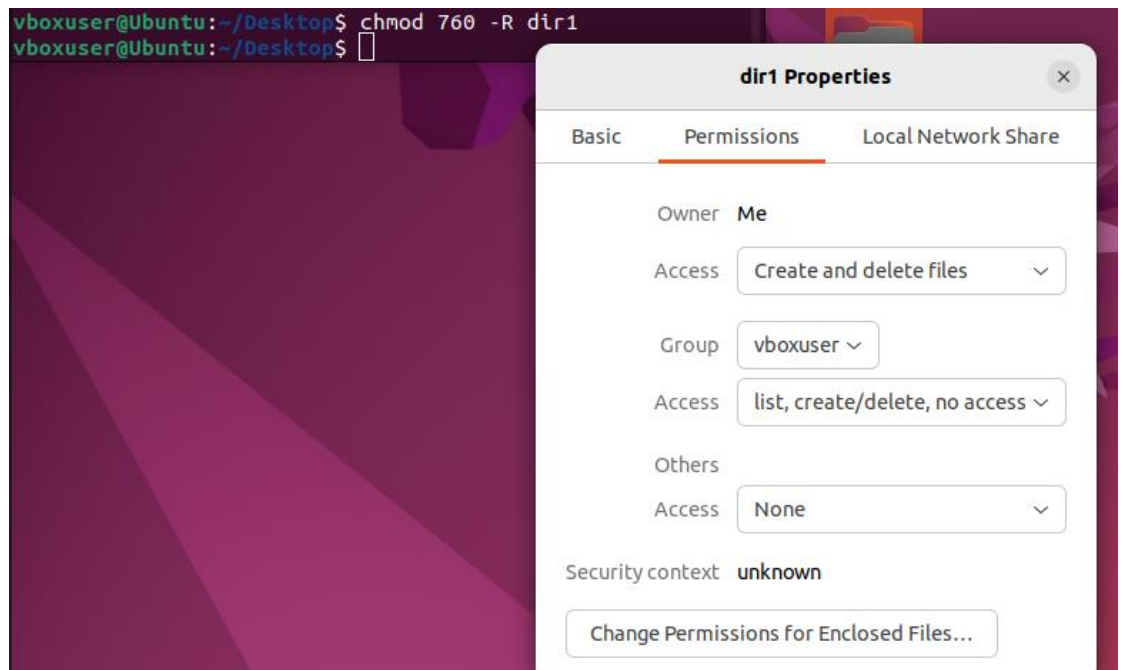 vboxuser@Ubuntu:~/Desktop$ chmod 760 -R dir1
vboxuser@Ubuntu:~/Desktop$
dir1 Properties
Basic Permissions Local Network Share
Owner Me
Access Create and delete files
Group vboxuser
Access list, create/delete, no access
Others
Access None
Security context unknown
Change Permissions for Enclosed Files...